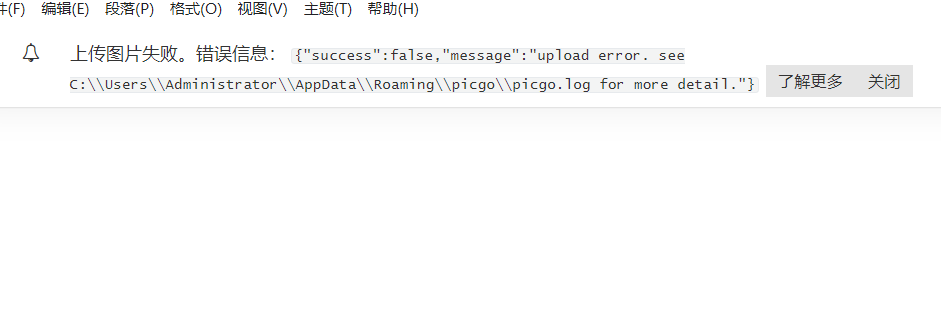 件(F) 编辑(E) 段落(P) 格式(O) 视图(V) 主题(T) 帮助(H)
上传图片失败。错误信息： {"success":false,"message":"upload error. see
C:\\Users\\Administrator\\AppData\\Roaming\\picgo\\picgo.log for more detail."} 了解更多 关闭